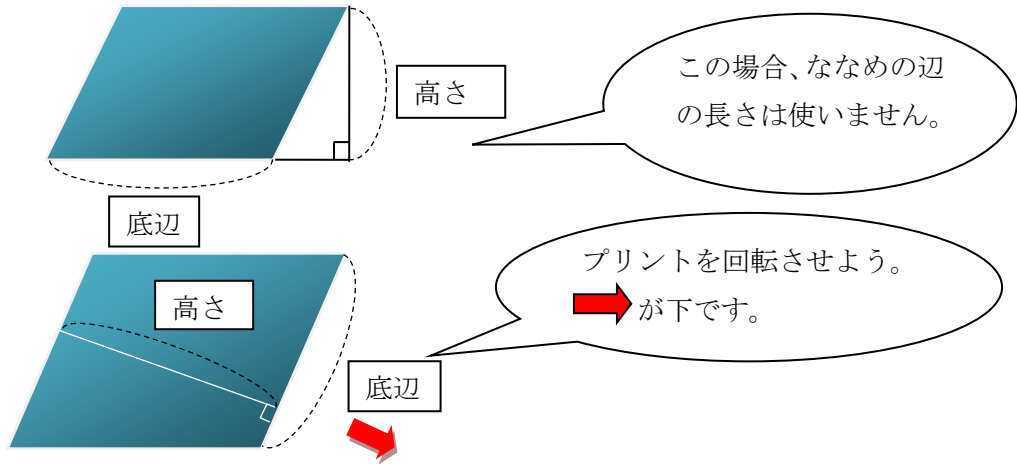 この場合、ななめの辺
の長さは使いません。
高さ
底辺
プリントを回転させよう。
が下です。
高さ
底辺